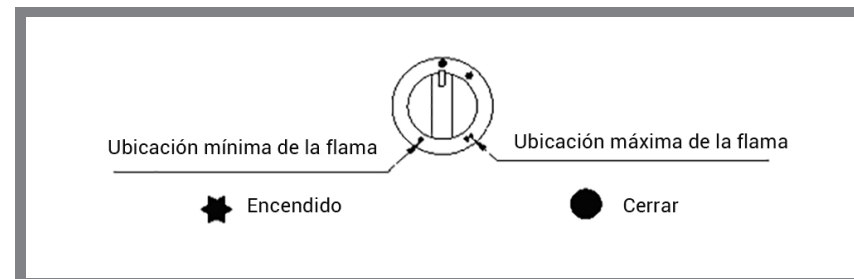 Ubicación mínima de la flama
Ubicación máxima de la flama
Encendido
Cerrar